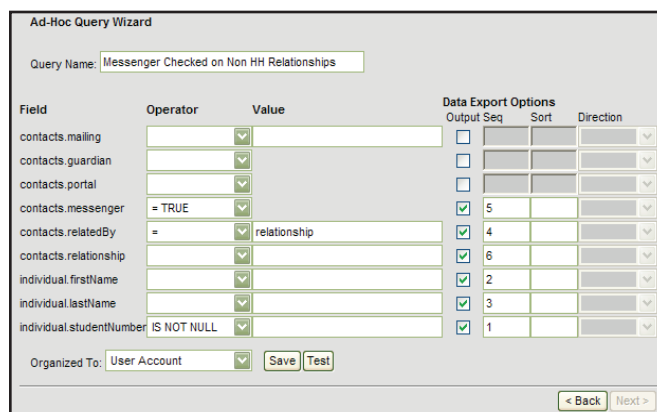 Ad-Hoc Query Wizard
Query Name: Messenger Checked on Non HH Relationships
Data Export Options
Field Operator Value Output Seq Sort Direction
contacts.mailing
contacts.guardian
contacts.portal
contacts.messenger = TRUE 5
contacts.relatedBy = relationship 4
contacts.relationship 6
individual.firstName 2
individual.lastName 3
individual.studentNumber IS NOT NULL 1
Organized To: User Account Save Test
< Back Next >